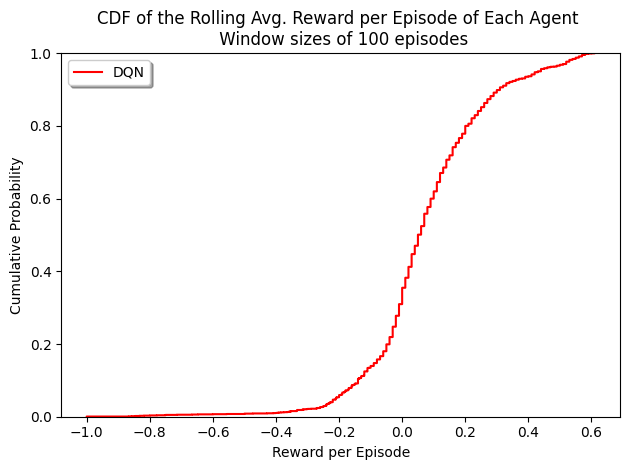 CDF of the Rolling Avg. Reward per Episode of Each Agent
Window sizes of 100 episodes
DQN
Cumulative Probability
1.0
0.8
0.6
0.4
0.2
0.0
−1.0 −0.8 −0.6 −0.4 −0.2 0.0 0.2 0.4 0.6
Reward per Episode